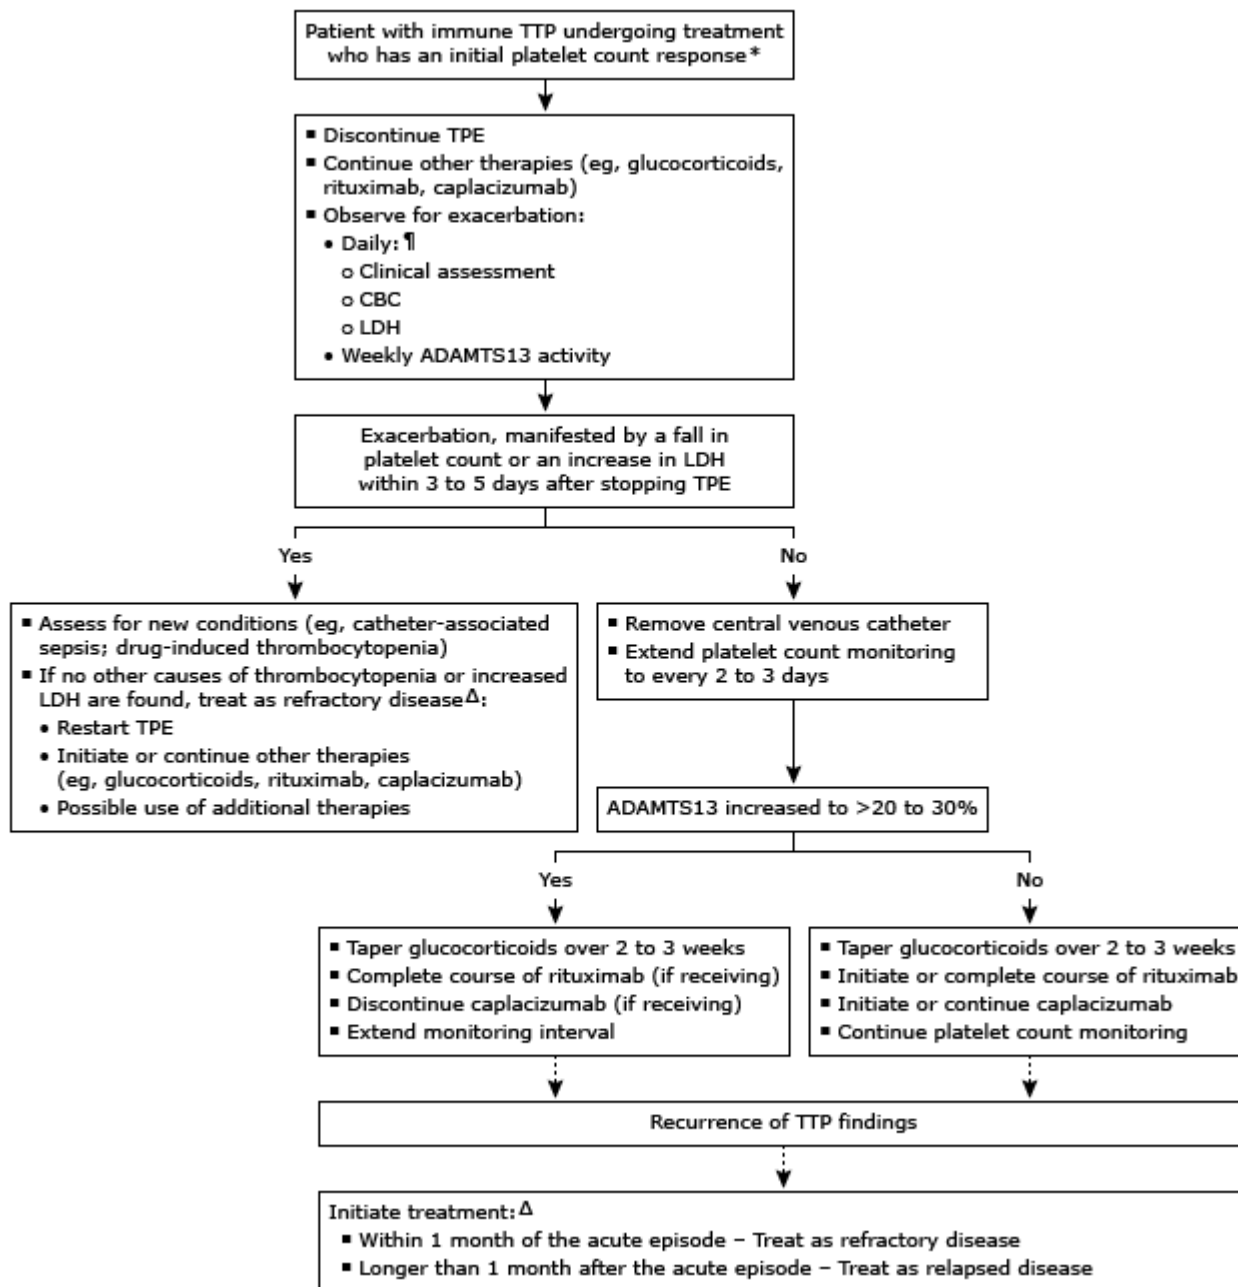 Patient with immune TTP undergoing treatment
who has an initial platelet count response*
▪ Discontinue TPE
▪ Continue other therapies (eg, glucocorticoids,
rituximab, caplacizumab)
▪ Observe for exacerbation:
• Daily: ¶
o Clinical assessment
o CBC
o LDH
• Weekly ADAMTS13 activity
Exacerbation, manifested by a fall in
platelet count or an increase in LDH
within 3 to 5 days after stopping TPE
Yes
No
▪ Assess for new conditions (eg, catheter-associated
sepsis; drug-induced thrombocytopenia)
▪ If no other causes of thrombocytopenia or increased
LDH are found, treat as refractory diseaseΔ:
• Restart TPE
• Initiate or continue other therapies
(eg, glucocorticoids, rituximab, caplacizumab)
• Possible use of additional therapies
▪ Remove central venous catheter
▪ Extend platelet count monitoring
to every 2 to 3 days
ADAMTS13 increased to >20 to 30%
Yes
No
▪ Taper glucocorticoids over 2 to 3 weeks
▪ Complete course of rituximab (if receiving)
▪ Discontinue caplacizumab (if receiving)
▪ Extend monitoring interval
▪ Taper glucocorticoids over 2 to 3 weeks
▪ Initiate or complete course of rituximab
▪ Initiate or continue caplacizumab
▪ Continue platelet count monitoring
Recurrence of TTP findings
Initiate treatment:Δ
▪ Within 1 month of the acute episode – Treat as refractory disease
▪ Longer than 1 month after the acute episode – Treat as relapsed disease